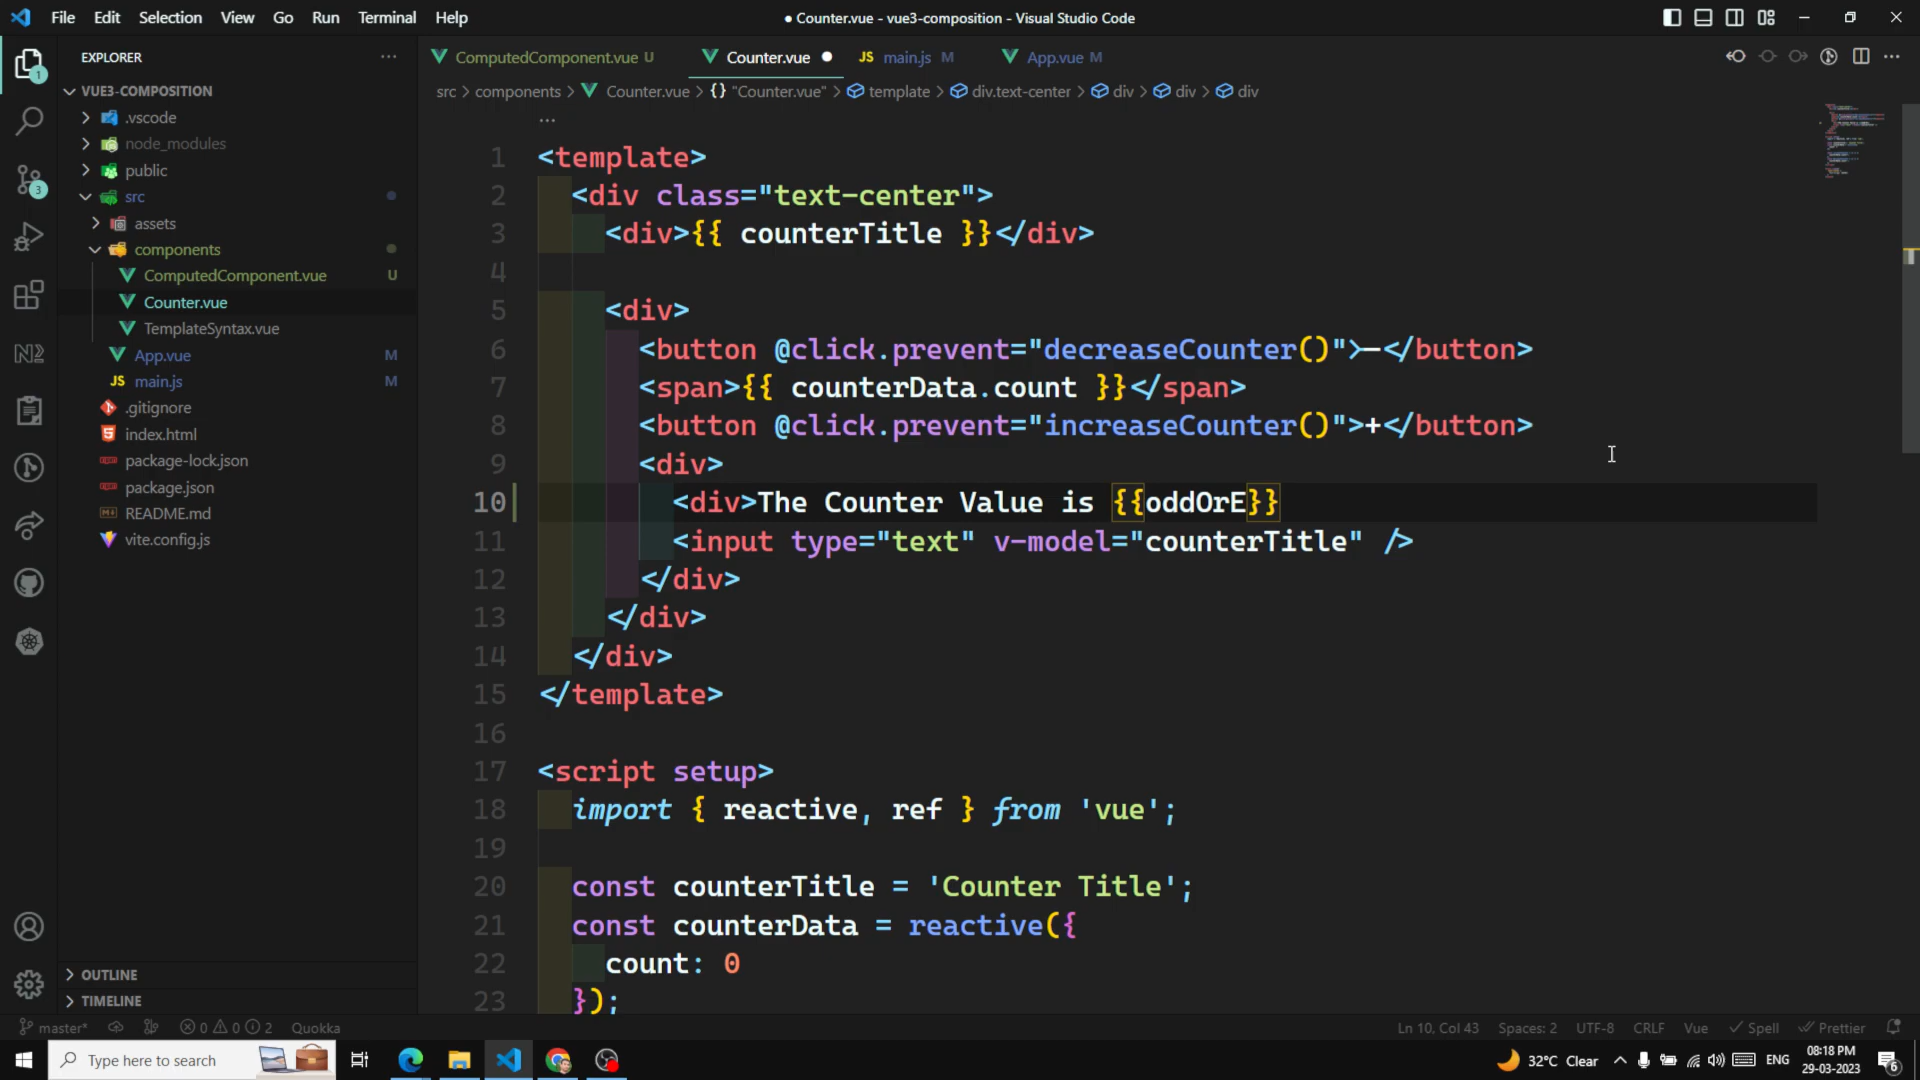 File Edit Selection View Go Run Terminal Help
● Counter.vue - vue3-composition - Visual Studio Code
EXPLORER
VUE3-COMPOSITION
.vscode
node_modules
public
src
assets
components
ComputedComponent.vue U
Counter.vue
TemplateSyntax.vue
App.vue M
main.js M
.gitignore
index.html
package-lock.json
package.json
README.md
vite.config.js
OUTLINE
TIMELINE
ComputedComponent.vue U Counter.vue ● JS main.js M App.vue M
src > components > Counter.vue > {} "Counter.vue" > template > div.text-center > div > div > div
1 <template>
2 <div class="text-center">
3 <div>{{ counterTitle }}</div>
4
5 <div>
6 <button @click.prevent="decreaseCounter()">-</button>
7 <span>{{ counterData.count }}</span>
8 <button @click.prevent="increaseCounter()">+</button>
9 <div>
10 <div>The Counter Value is {{oddOrE}}
11 <input type="text" v-model="counterTitle" />
12 </div>
13 </div>
14 </div>
15 </template>
16
17 <script setup>
18 import { reactive, ref } from 'vue';
19
20 const counterTitle = 'Counter Title';
21 const counterData = reactive({
22 count: 0
23 });
master* 0 0 2 Quokka
Ln 10, Col 43 Spaces: 2 UTF-8 CRLF Vue Spell Prettier
Type here to search
32°C Clear ENG 08:18 PM
29-03-2023 6